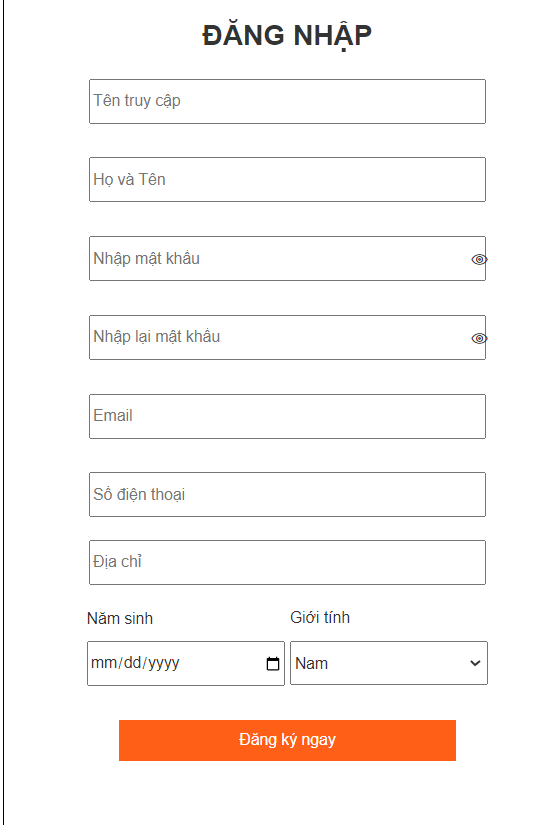 ĐĂNG NHẬP
Tên truy cập
Họ và Tên
Nhập mật khẩu
Nhập lại mật khẩu
Email
Số điện thoại
Địa chỉ
Năm sinh Giới tính
mm/dd/yyyy Nam
Đăng ký ngay